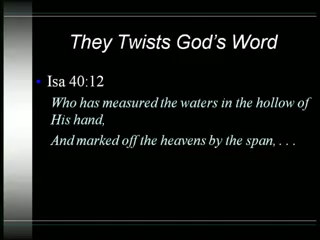 They Twists God's Word
Isa 40:12
Who has measured the waters in the hollow of
His hand,
And marked off the heavens by the span, . . .